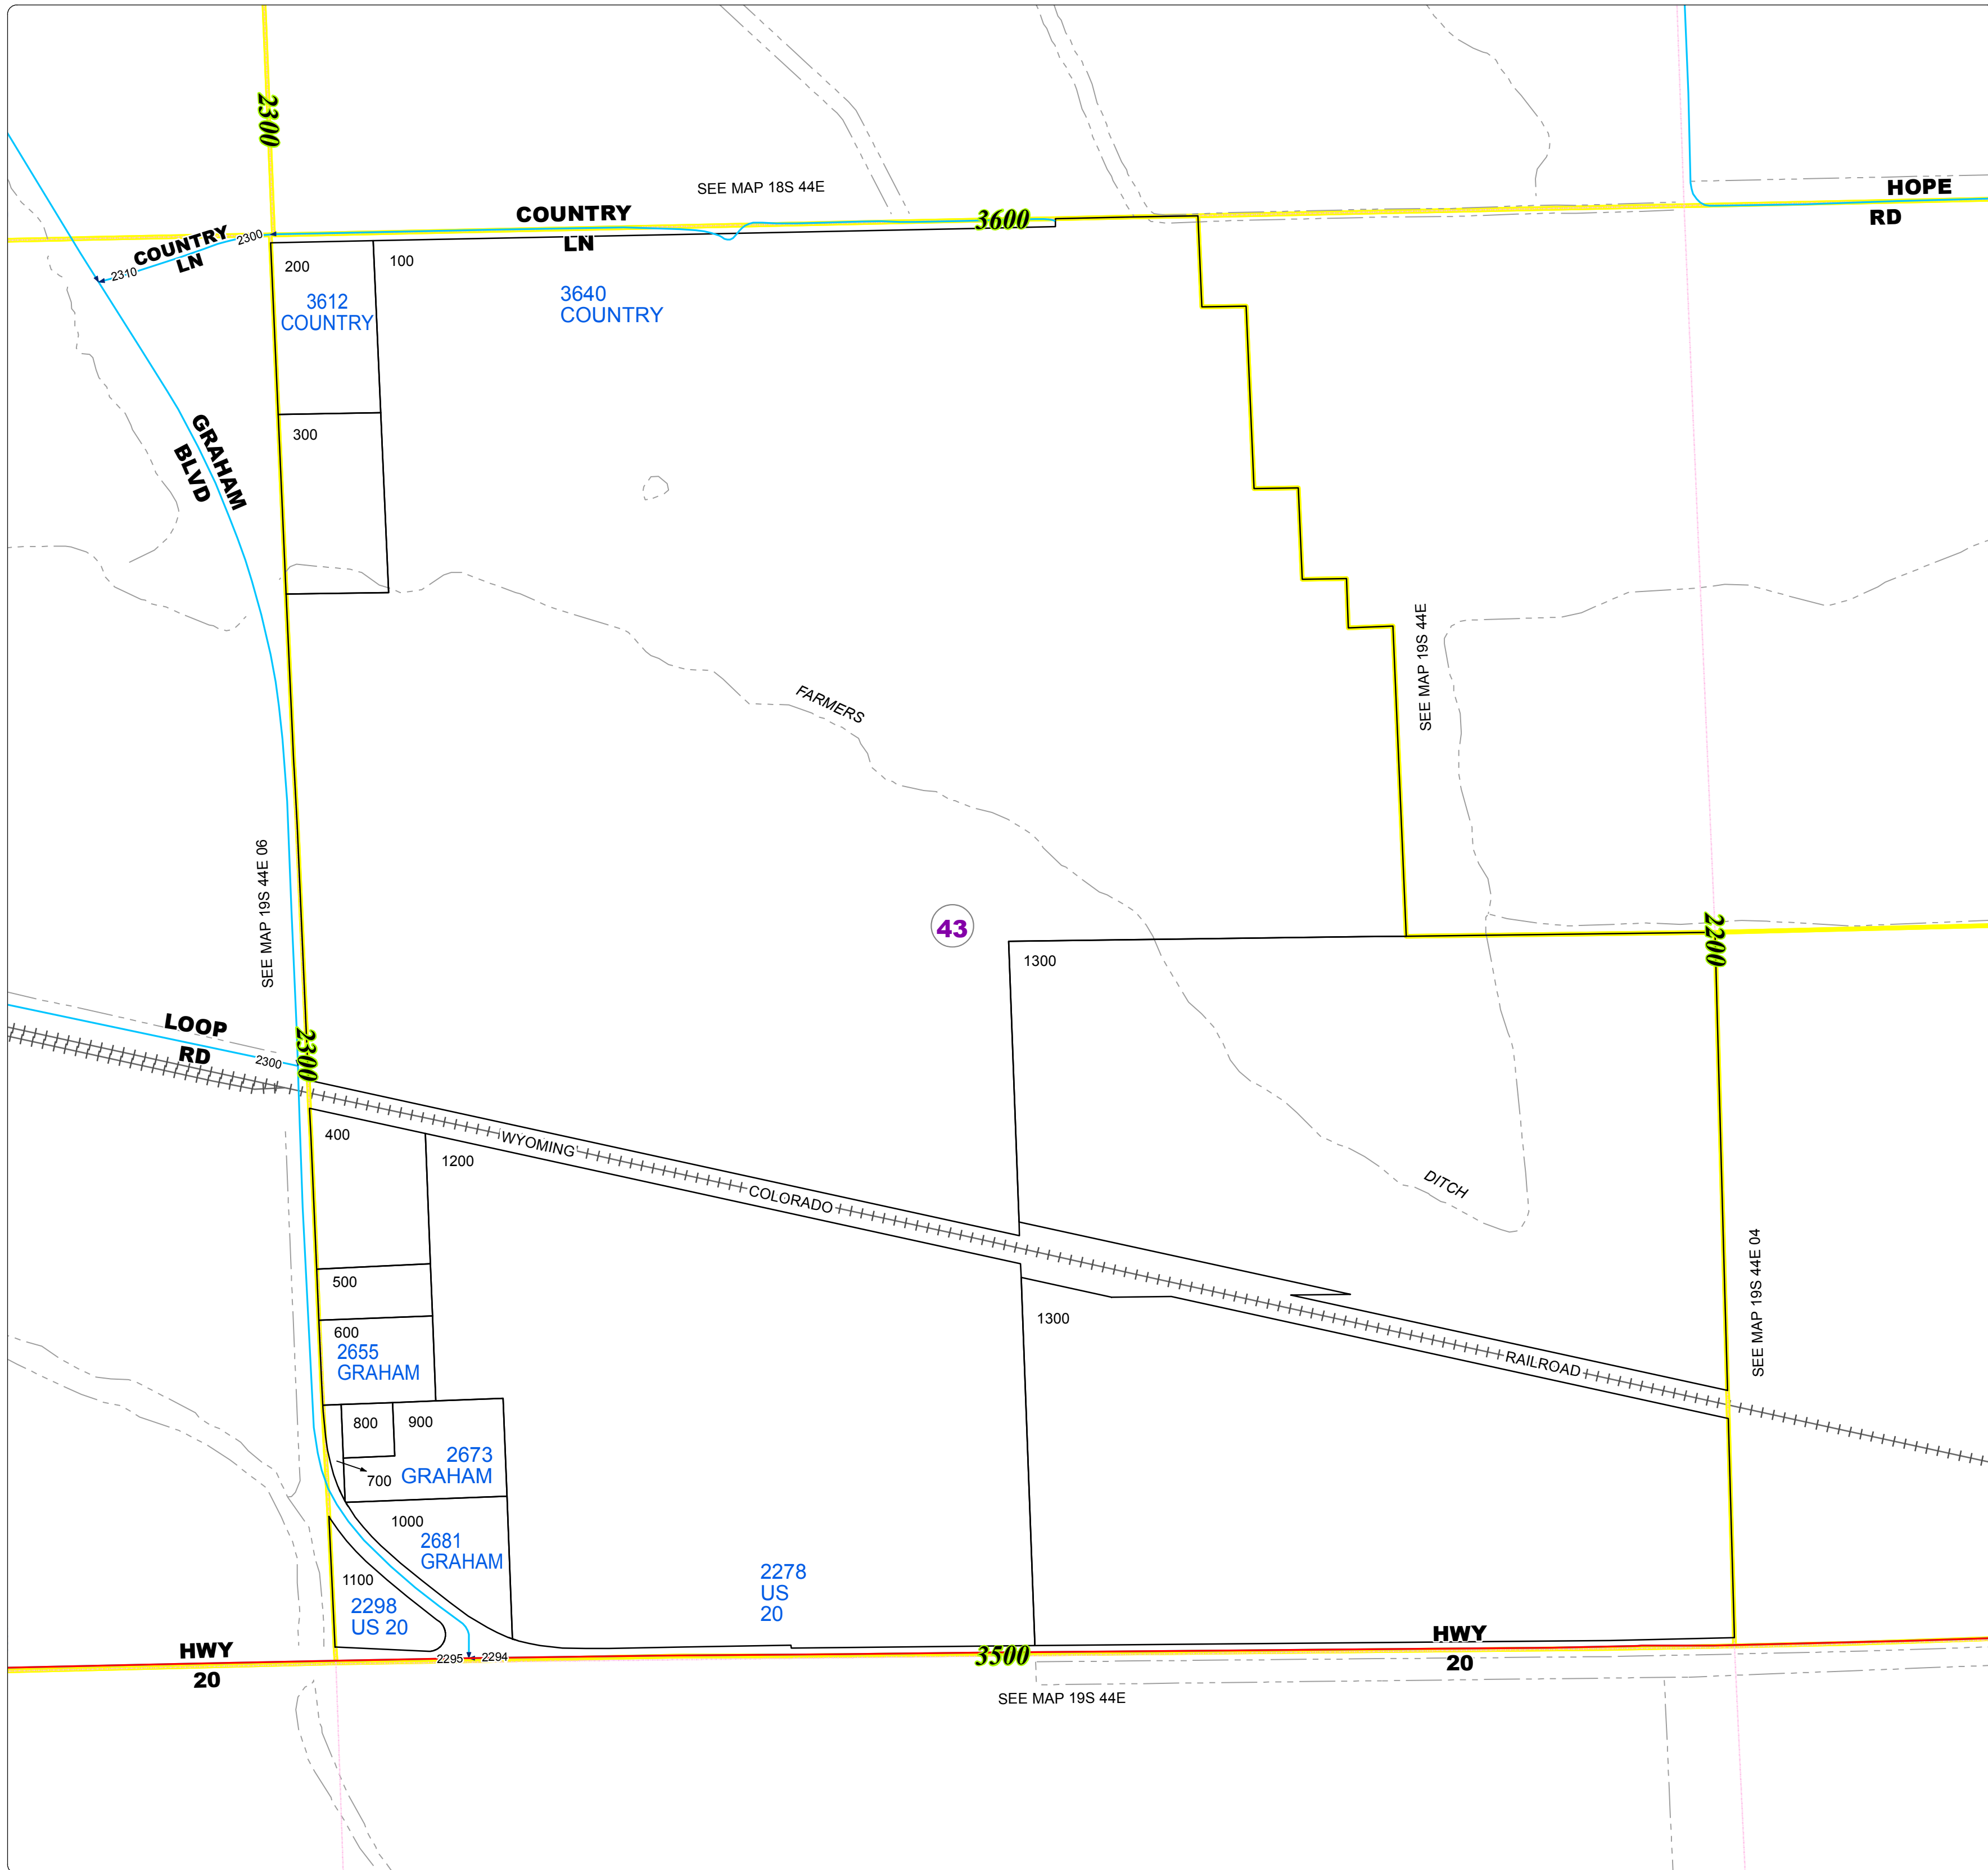 2300
SEE MAP 18S 44E
HOPE
RD
COUNTRY
LN
3600
COUNTRY
LN
2300
2310
200
100
3612
COUNTRY
3640
COUNTRY
GRAHAM
BLVD
300
SEE MAP 19S 44E
FARMERS
SEE MAP 19S 44E 06
43
2200
1300
LOOP
RD
2300
2300
400
WYOMING
1200
COLORADO
DITCH
SEE MAP 19S 44E 04
500
1300
600
2655
GRAHAM
RAILROAD
800
900
2673
GRAHAM
700
1000
2681
GRAHAM
1100
2298
US 20
2278
US
20
HWY
20
2295
2294
3500
HWY
20
SEE MAP 19S 44E